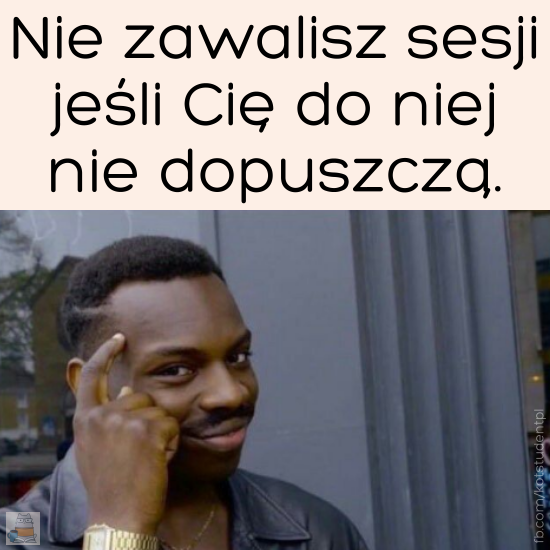 Nie zawalisz sesji
jeśli Cię do niej
nie dopuszczą.
fb.com/kotstudentpl